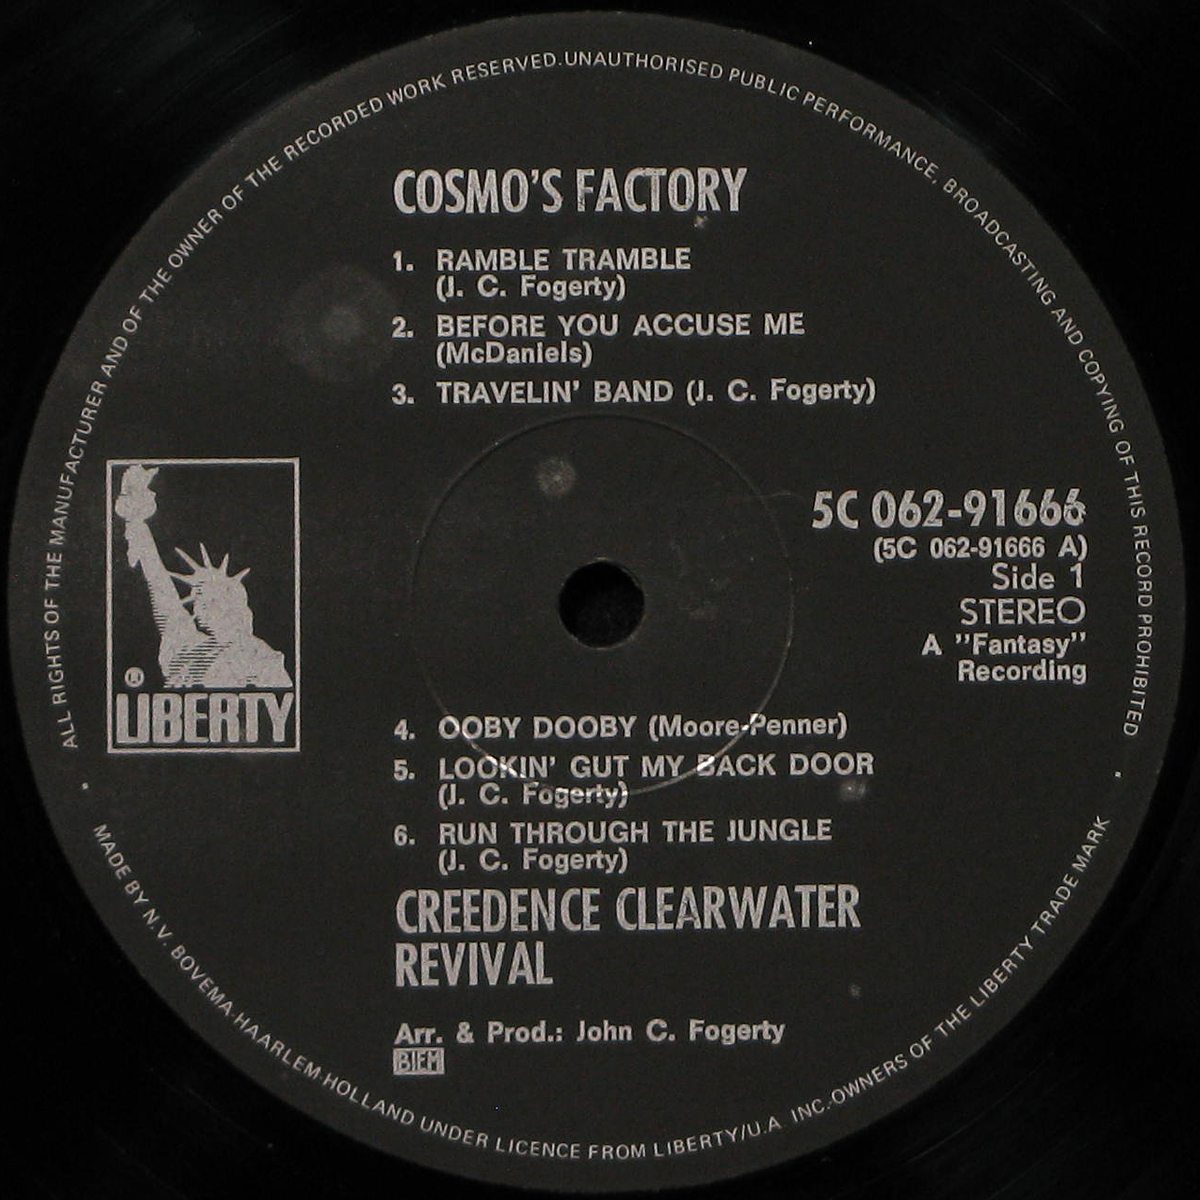 ALL RIGHTS OF THE MANUFACTURER AND OF THE OWNER OF THE RECORDED WORK RESERVED. UNAUTHORISED PUBLIC PERFORMANCE, BROADCASTING AND COPYING OF THIS RECORD PROHIBITED
COSMO'S FACTORY
1. RAMBLE TRAMBLE
(J. C. Fogerty)
2. BEFORE YOU ACCUSE ME
(McDaniels)
3. TRAVELIN' BAND (J. C. Fogerty)
5C 062-91666
(5C 062-91666 A)
Side 1
STEREO
A "Fantasy"
Recording
LIBERTY
4. OOBY DOOBY (Moore-Penner)
5. LOOKIN' GUT MY BACK DOOR
(J. C. Fogerty)
6. RUN THROUGH THE JUNGLE
(J. C. Fogerty)
CREEDENCE CLEARWATER
REVIVAL
Arr. & Prod.: John C. Fogerty
BIEM
MADE BY N.V. BOVEMA-HAARLEM-HOLLAND UNDER LICENCE FROM LIBERTY/U.A INC.-OWNERS OF THE LIBERTY TRADE MARK